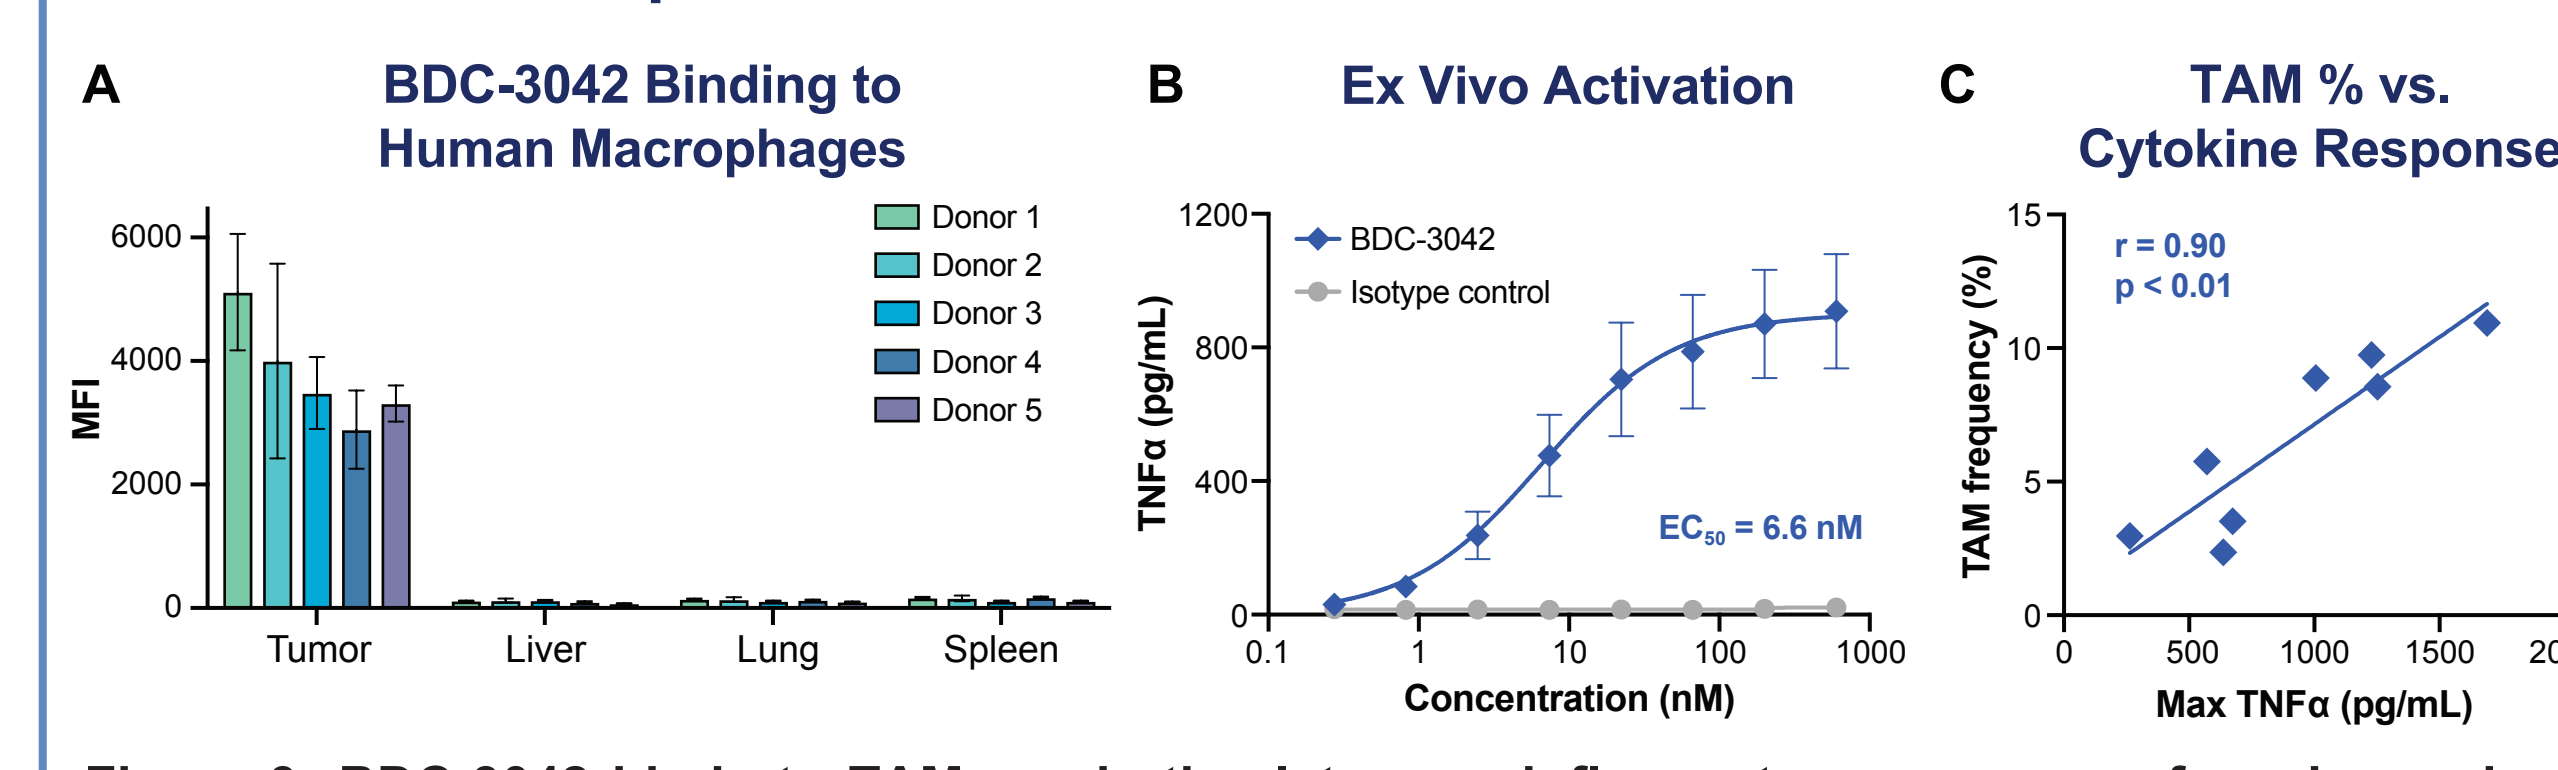 A
BDC-3042 Binding to
Human Macrophages
MFI
6000
4000
2000
0
Donor 1
Donor 2
Donor 3
Donor 4
Donor 5
Tumor
Liver
Lung
Spleen
B
Ex Vivo Activation
TNFα (pg/mL)
1200
800
400
0
BDC-3042
Isotype control
EC₅₀ = 6.6 nM
0.1
1
10
100
1000
Concentration (nM)
C
TAM % vs.
Cytokine Response
TAM frequency (%)
15
10
5
0
r = 0.90
p < 0.01
0
500
1000
1500
Max TNFα (pg/mL)